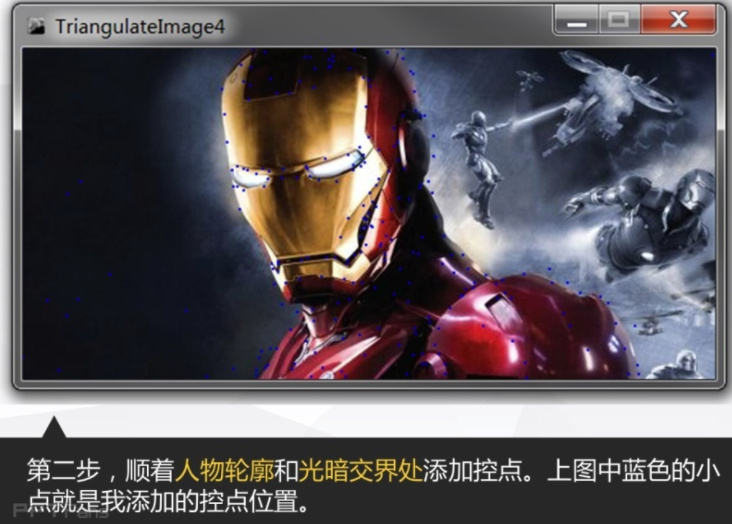 TriangulateImage4
第二步，顺着人物轮廓和光暗交界处添加控点。上图中蓝色的小
点就是我添加的控点位置。